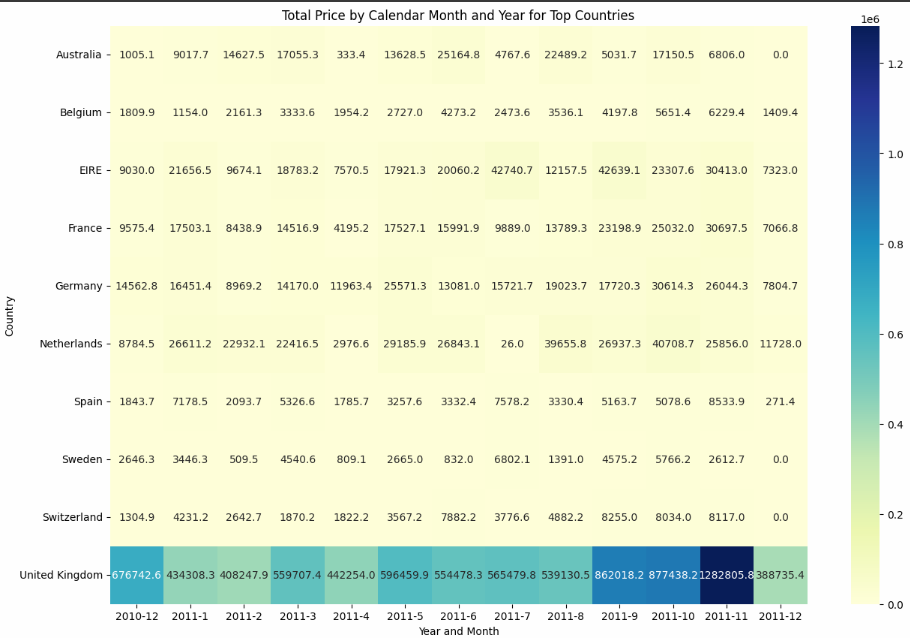 Total Price by Calendar Month and Year for Top Countries
1e6
Australia 1005.1 9017.7 14627.5 17055.3 333.4 13628.5 25164.8 4767.6 22489.2 5031.7 17150.5 6806.0 0.0
1.2
Belgium 1809.9 1154.0 2161.3 3333.6 1954.2 2727.0 4273.2 2473.6 3536.1 4197.8 5651.4 6229.4 1409.4
1.0
EIRE 9030.0 21656.5 9674.1 18783.2 7570.5 17921.3 20060.2 42740.7 12157.5 42639.1 23307.6 30413.0 7323.0
France 9575.4 17503.1 8438.9 14516.9 4195.2 17527.1 15991.9 9889.0 13789.3 23198.9 25032.0 30697.5 7066.8
0.8
Germany 14562.8 16451.4 8969.2 14170.0 11963.4 25571.3 13081.0 15721.7 19023.7 17720.3 30614.3 26044.3 7804.7
Country
0.6
Netherlands 8784.5 26611.2 22932.1 22416.5 2976.6 29185.9 26843.1 26.0 39655.8 26937.3 40708.7 25856.0 11728.0
Spain 1843.7 7178.5 2093.7 5326.6 1785.7 3257.6 3332.4 7578.2 3330.4 5163.7 5078.6 8533.9 271.4
0.4
Sweden 2646.3 3446.3 509.5 4540.6 809.1 2665.0 832.0 6802.1 1391.0 4575.2 5766.2 2612.7 0.0
0.2
Switzerland 1304.9 4231.2 2642.7 1870.2 1822.2 3567.2 7882.2 3776.6 4882.2 8255.0 8034.0 8117.0 0.0
United Kingdom 676742.6 434308.3 408247.9 559707.4 442254.0 596459.9 554478.3 565479.8 539130.5 862018.2 877438.2 1282805.8 388735.4
0.0
2010-12 2011-1 2011-2 2011-3 2011-4 2011-5 2011-6 2011-7 2011-8 2011-9 2011-10 2011-11 2011-12
Year and Month